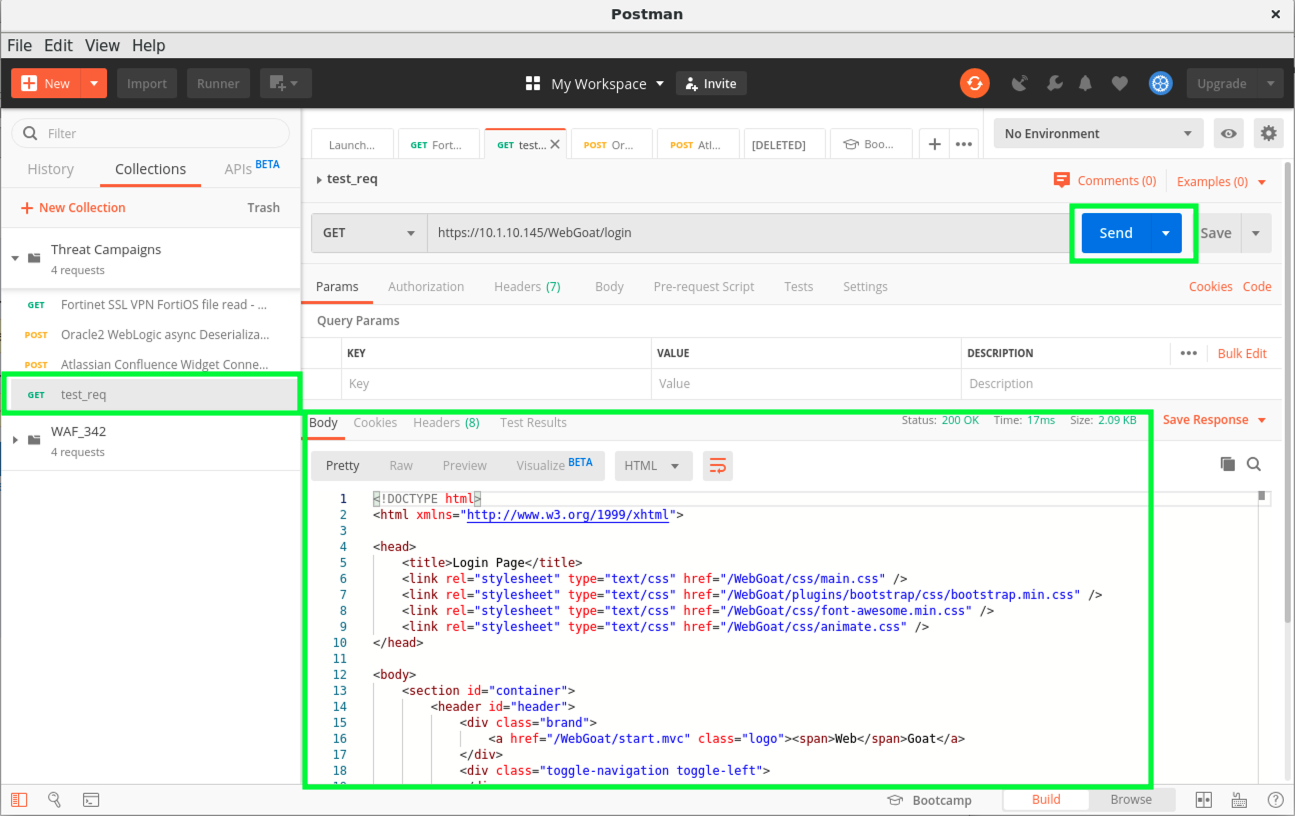 Postman
File Edit View Help
New Import Runner My Workspace Invite Upgrade
Filter
History Collections APIs BETA
New Collection Trash
Threat Campaigns
4 requests
GET Fortinet SSL VPN FortiOS file read - ...
POST Oracle2 WebLogic async Deserializa...
POST Atlassian Confluence Widget Conne...
GET test_req
WAF_342
4 requests
Launch... GET Fort... GET test... POST Or... POST Atl... [DELETED] Boo... No Environment
test_req Comments (0) Examples (0)
GET https://10.1.10.145/WebGoat/login Send Save
Params Authorization Headers (7) Body Pre-request Script Tests Settings Cookies Code
Query Params
KEY VALUE DESCRIPTION Bulk Edit
Key Value Description
Body Cookies Headers (8) Test Results Status: 200 OK Time: 17ms Size: 2.09 KB Save Response
Pretty Raw Preview Visualize BETA HTML
1 <!DOCTYPE html>
2 <html xmlns="http://www.w3.org/1999/xhtml">
3
4 <head>
5 <title>Login Page</title>
6 <link rel="stylesheet" type="text/css" href="/WebGoat/css/main.css" />
7 <link rel="stylesheet" type="text/css" href="/WebGoat/plugins/bootstrap/css/bootstrap.min.css" />
8 <link rel="stylesheet" type="text/css" href="/WebGoat/css/font-awesome.min.css" />
9 <link rel="stylesheet" type="text/css" href="/WebGoat/css/animate.css" />
10 </head>
11
12 <body>
13 <section id="container">
14 <header id="header">
15 <div class="brand">
16 <a href="/WebGoat/start.mvc" class="logo"><span>Web</span>Goat</a>
17 </div>
18 <div class="toggle-navigation toggle-left">
Bootcamp Build Browse